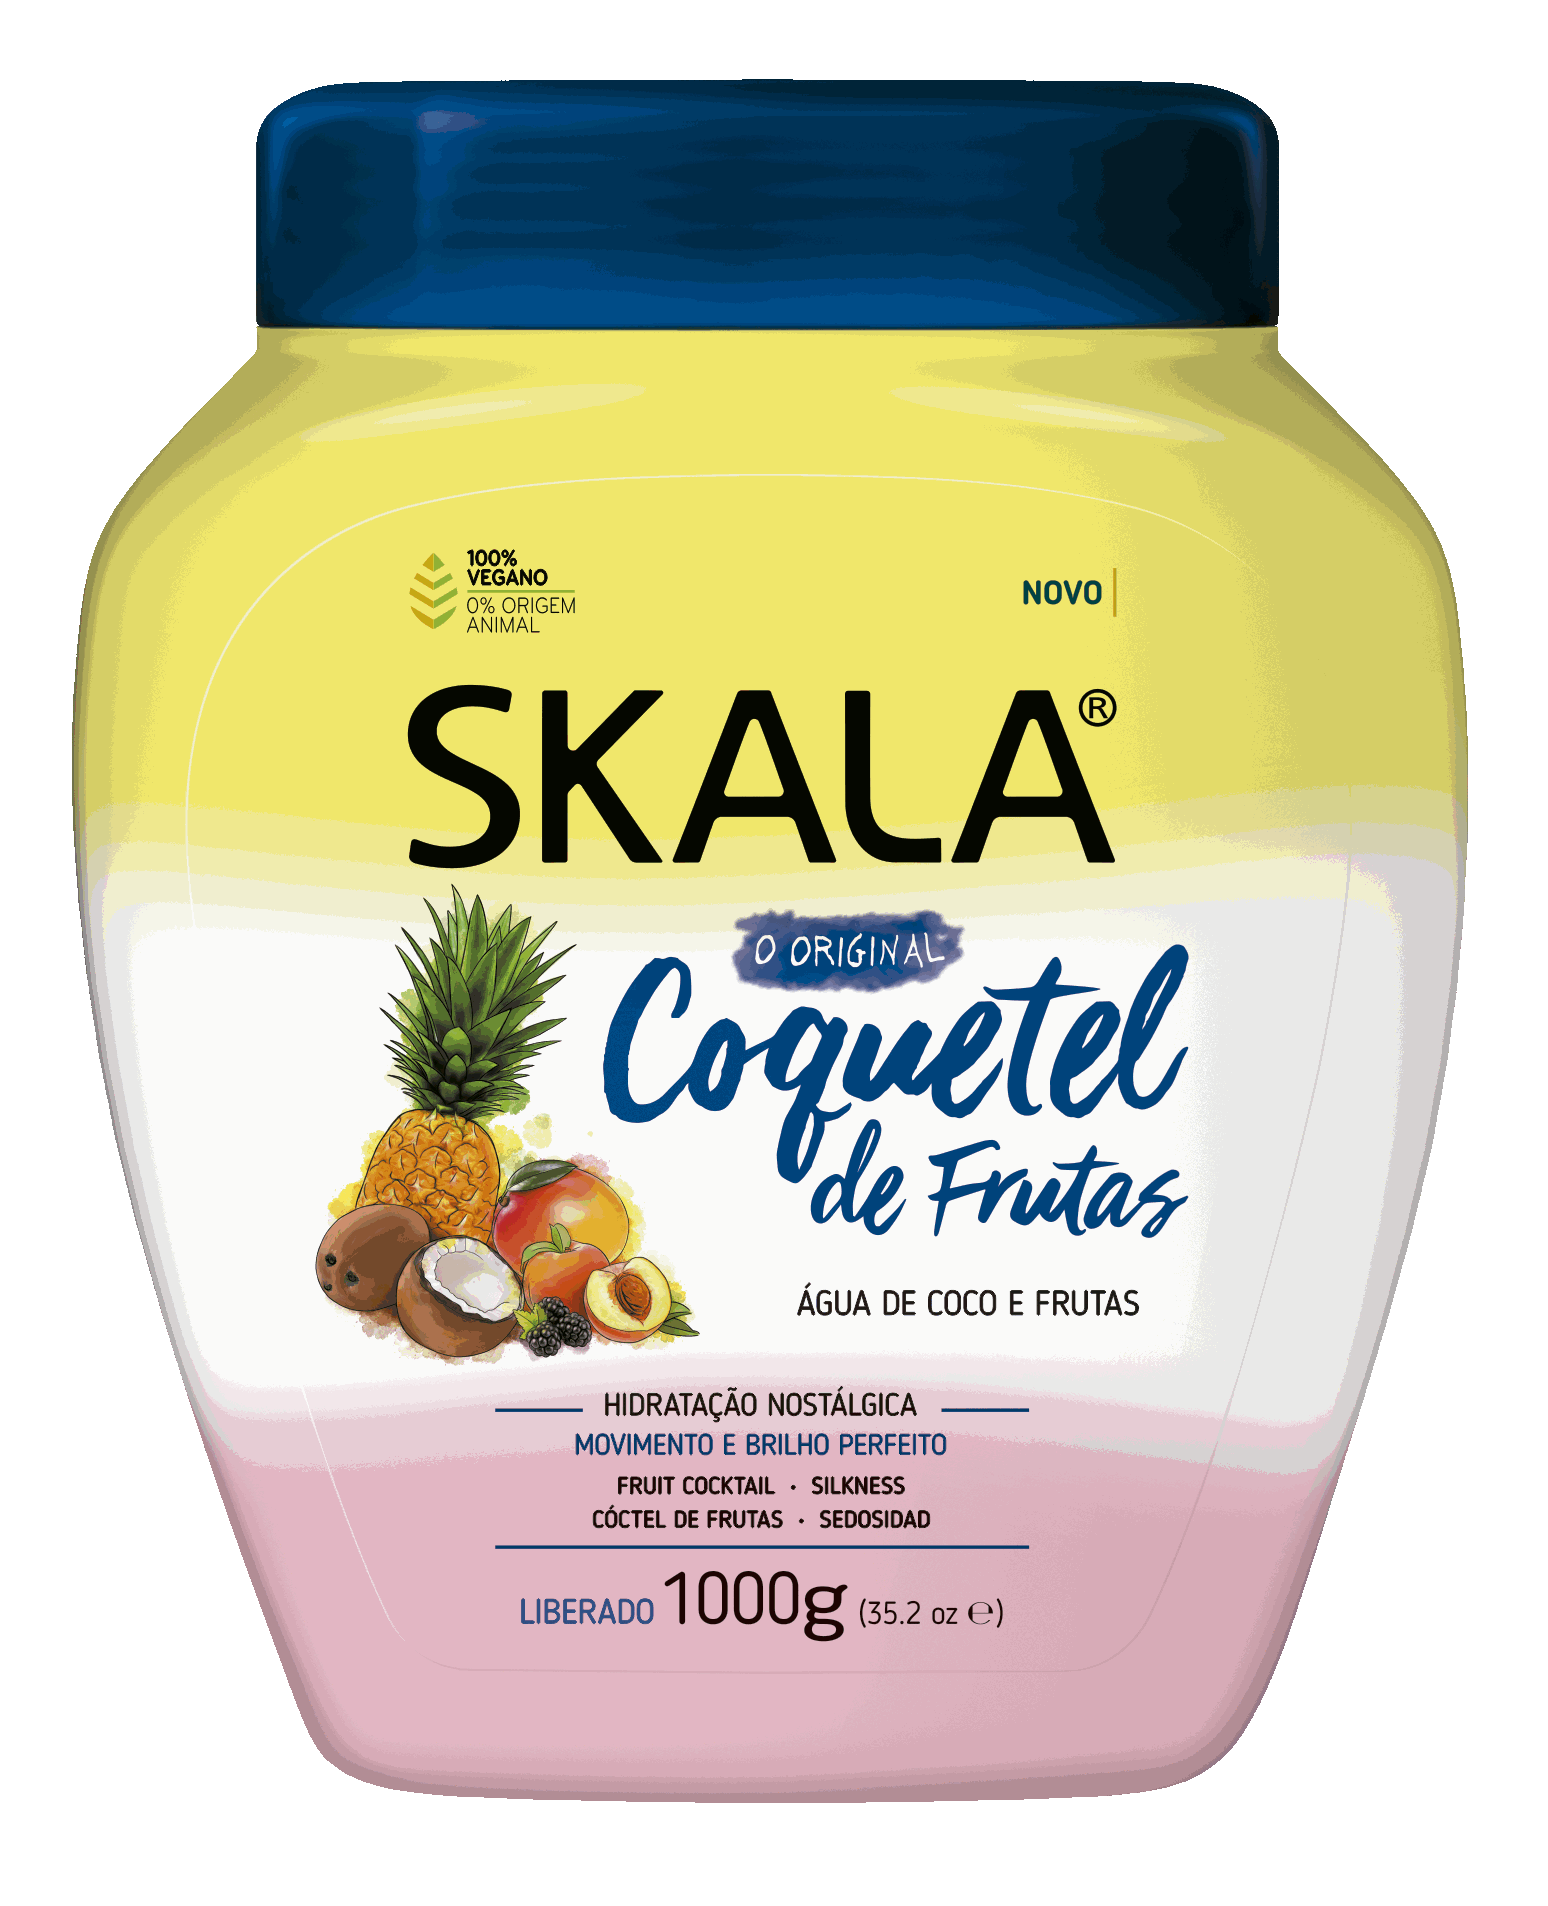 100%
VEGANO
0% ORIGEM
ANIMAL
NOVO
SKALA®
O ORIGINAL
Coquetel
de Frutas
ÁGUA DE COCO E FRUTAS
HIDRATAÇÃO NOSTÁLGICA
MOVIMENTO E BRILHO PERFEITO
FRUIT COCKTAIL • SILKNESS
CÓCTEL DE FRUTAS • SEDOSIDAD
LIBERADO 1000g (35.2 oz ℮)